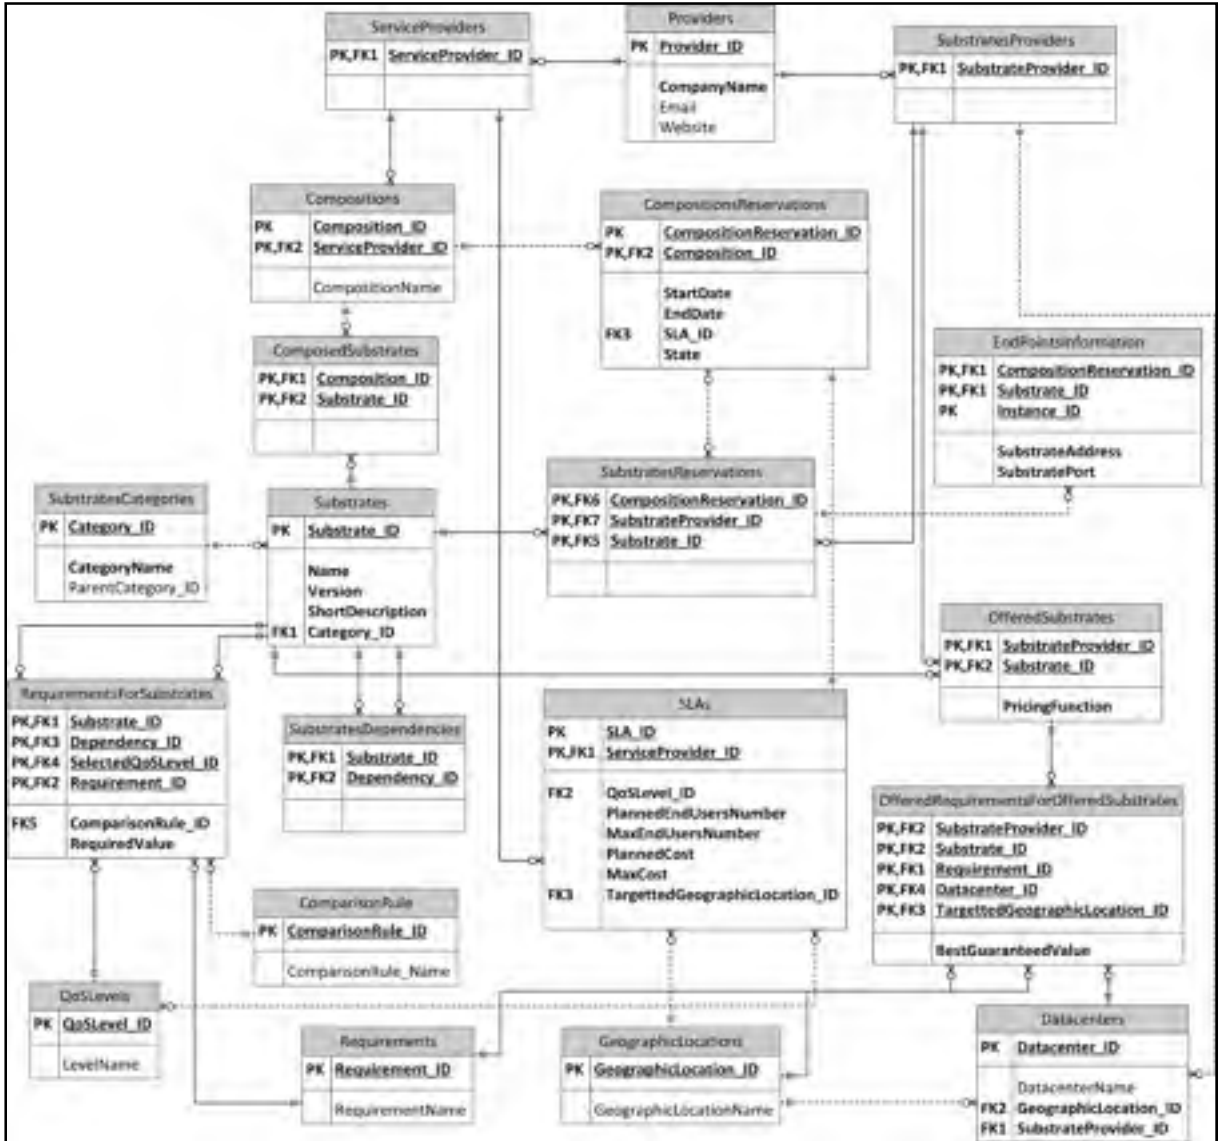 ServiceProviders
PK,FK1 ServiceProvider_ID
Providers
PK Provider_ID
CompanyName
Email
Website
SubstratesProviders
PK,FK1 SubstrateProvider_ID
Compositions
PK Composition_ID
PK,FK2 ServiceProvider_ID
CompositionName
CompositionsReservations
PK CompositionReservation_ID
PK,FK2 Composition_ID
StartDate
EndDate
FK3 SLA_ID
State
ComposedSubstrates
PK,FK1 Composition_ID
PK,FK2 Substrate_ID
EndPointsInformation
PK,FK1 CompositionReservation_ID
PK,FK1 Substrate_ID
PK Instance_ID
SubstrateAddress
SubstratePort
SubstratesCategories
PK Category_ID
CategoryName
ParentCategory_ID
Substrates
PK Substrate_ID
Name
Version
ShortDescription
FK1 Category_ID
SubstratesReservations
PK,FK6 CompositionReservation_ID
PK,FK7 SubstrateProvider_ID
PK,FK5 Substrate_ID
OfferedSubstrates
PK,FK1 SubstrateProvider_ID
PK,FK2 Substrate_ID
PricingFunction
RequirementsForSubstrates
PK,FK1 Substrate_ID
PK,FK3 Dependency_ID
PK,FK4 SelectedQoSLevel_ID
PK,FK2 Requirement_ID
FK5 ComparisonRule_ID
RequiredValue
SubstratesDependencies
PK,FK1 Substrate_ID
PK,FK2 Dependency_ID
SLAs
PK SLA_ID
PK,FK1 ServiceProvider_ID
FK2 QoSLevel_ID
PlannedEndUsersNumber
MaxEndUsersNumber
PlannedCost
MaxCost
FK3 TargettedGeographicLocation_ID
OfferedRequirementsForOfferedSubstrates
PK,FK2 SubstrateProvider_ID
PK,FK2 Substrate_ID
PK,FK1 Requirement_ID
PK,FK4 Datacenter_ID
PK,FK3 TargettedGeographicLocation_ID
BestGuaranteedValue
ComparisonRule
PK ComparisonRule_ID
ComparisonRule_Name
QoSLevels
PK QoSLevel_ID
LevelName
Requirements
PK Requirement_ID
RequirementName
GeographicLocations
PK GeographicLocation_ID
GeographicLocationName
Datacenters
PK Datacenter_ID
DatacenterName
FK2 GeographicLocation_ID
FK1 SubstrateProvider_ID